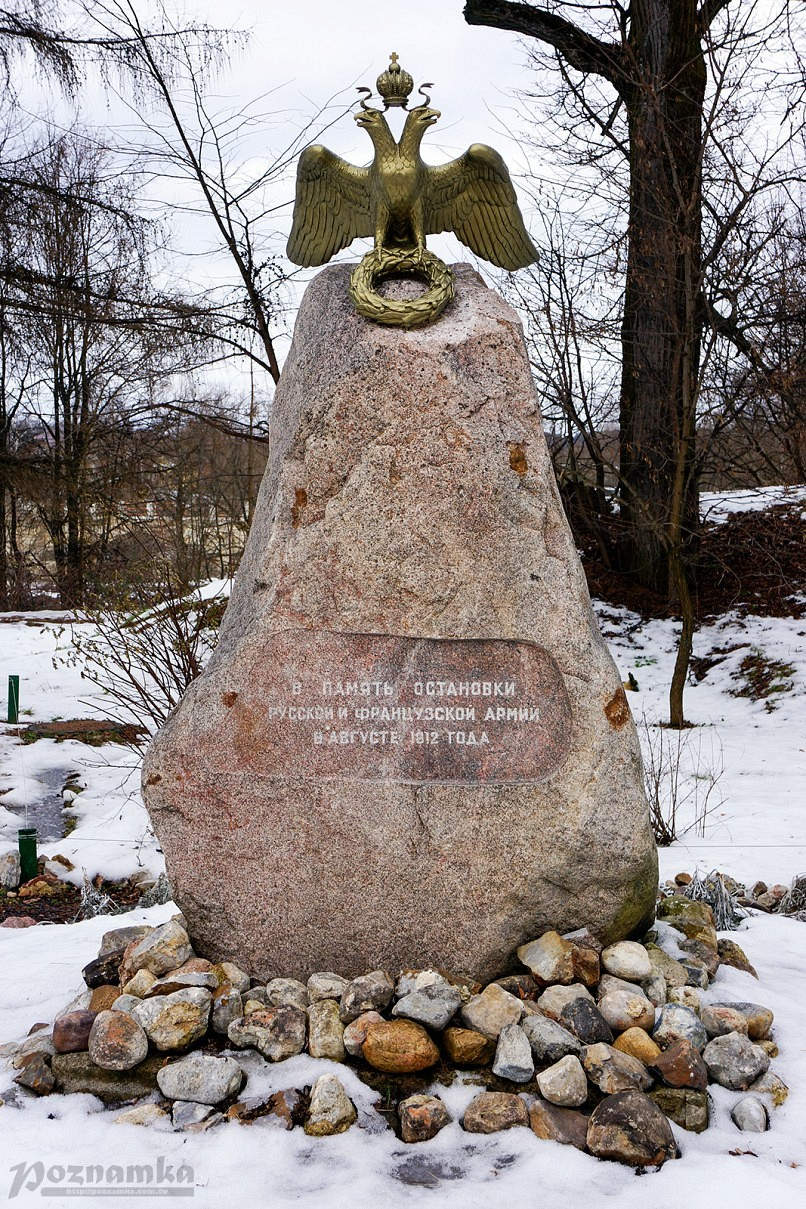 В ПАМЯТЬ ОСТАНОВКИ
РУССКОЙ И ФРАНЦУЗСКОЙ АРМИЙ
В АВГУСТЕ 1812 ГОДА
Poznamka